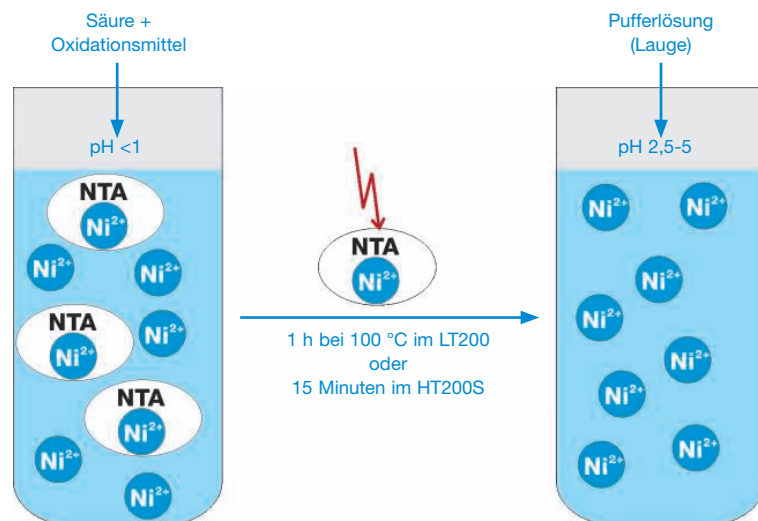 Säure +
Oxidationsmittel
pH <1
NTA
Ni²⁺
Ni²⁺
Ni²⁺
NTA
Ni²⁺
Ni²⁺
NTA
Ni²⁺
Ni²⁺
Ni²⁺
NTA
Ni²⁺
1 h bei 100 °C im LT200
oder
15 Minuten im HT200S
Pufferlösung
(Lauge)
pH 2,5-5
Ni²⁺
Ni²⁺
Ni²⁺
Ni²⁺
Ni²⁺
Ni²⁺
Ni²⁺
Ni²⁺